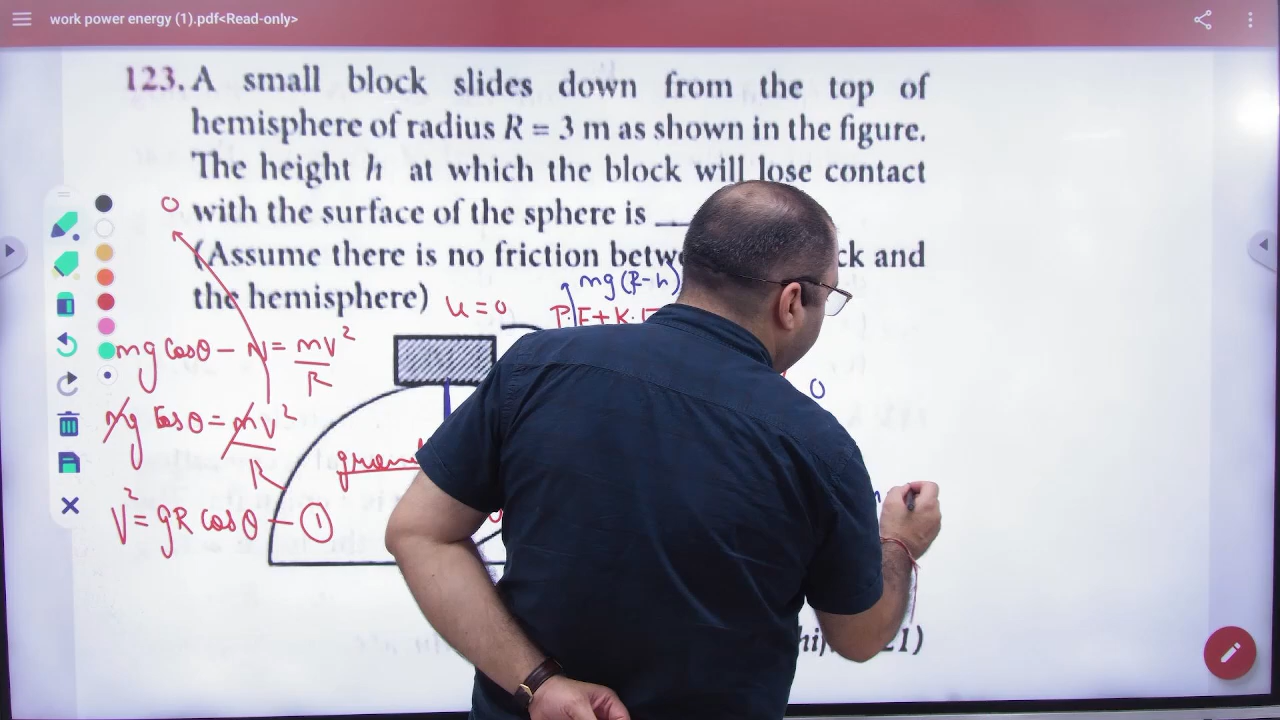 work power energy (1).pdf<Read-only>
123. A small block slides down from the top of
hemisphere of radius R = 3 m as shown in the figure.
The height h at which the block will lose contact
with the surface of the sphere is
(Assume there is no friction and
the hemisphere)
0
mg(R-h)
u=0
P.E+K.E
mg cosθ - N = mv²/R
0
mg cosθ = mv²/R
ground
V² = gR cosθ - ①
21)